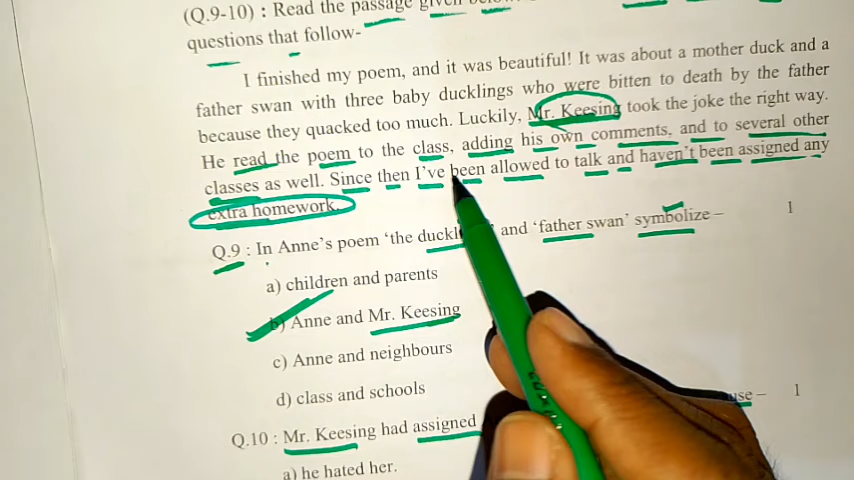 (Q.9-10) : Read the passage given
questions that follow-
I finished my poem, and it was beautiful! It was about a mother duck and a
father swan with three baby ducklings who were bitten to death by the father
because they quacked too much. Luckily, Mr. Keesing took the joke the right way.
He read the poem to the class, adding his own comments, and to several other
classes as well. Since then I've been allowed to talk and haven't been assigned any
extra homework.
Q.9 : In Anne's poem 'the and 'father swan' symbolize – 1
a) children and parents
b) Anne and Mr. Keesing
c) Anne and neighbours
d) class and schools
Q.10 : Mr. Keesing had assigned – 1
a) he hated her.